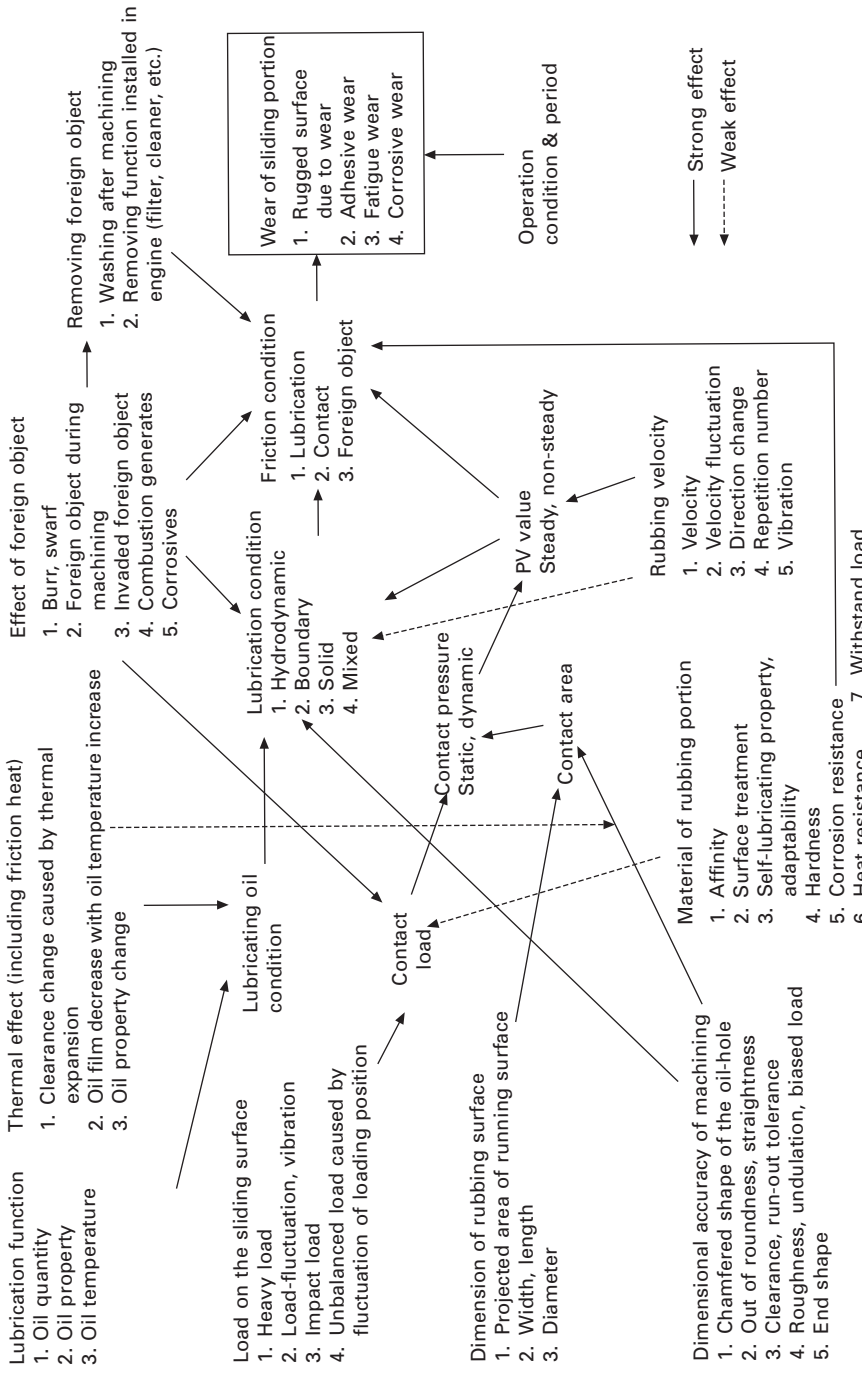 Lubrication function
1. Oil quantity
2. Oil property
3. Oil temperature
Thermal effect (including friction heat)
1. Clearance change caused by thermal
expansion
2. Oil film decrease with oil temperature increase
3. Oil property change
Effect of foreign object
1. Burr, swarf
2. Foreign object during
machining
3. Invaded foreign object
4. Combustion generates
5. Corrosives
Removing foreign object
1. Washing after machining
2. Removing function installed in
engine (filter, cleaner, etc.)
Load on the sliding surface
1. Heavy load
2. Load-fluctuation, vibration
3. Impact load
4. Unbalanced load caused by
fluctuation of loading position
Lubricating oil
condition
Lubrication condition
1. Hydrodynamic
2. Boundary
3. Solid
4. Mixed
Friction condition
1. Lubrication
2. Contact
3. Foreign object
Wear of sliding portion
1. Rugged surface
due to wear
2. Adhesive wear
3. Fatigue wear
4. Corrosive wear
Contact
load
Contact pressure
Static, dynamic
PV value
Steady, non-steady
Operation
condition & period
Dimension of rubbing surface
1. Projected area of running surface
2. Width, length
3. Diameter
Contact area
Rubbing velocity
1. Velocity
2. Velocity fluctuation
3. Direction change
4. Repetition number
5. Vibration
Strong effect
Weak effect
Dimensional accuracy of machining
1. Chamfered shape of the oil-hole
2. Out of roundness, straightness
3. Clearance, run-out tolerance
4. Roughness, undulation, biased load
5. End shape
Material of rubbing portion
1. Affinity
2. Surface treatment
3. Self-lubricating property,
adaptability
4. Hardness
5. Corrosion resistance
6. Heat resistance
7. Withstand load